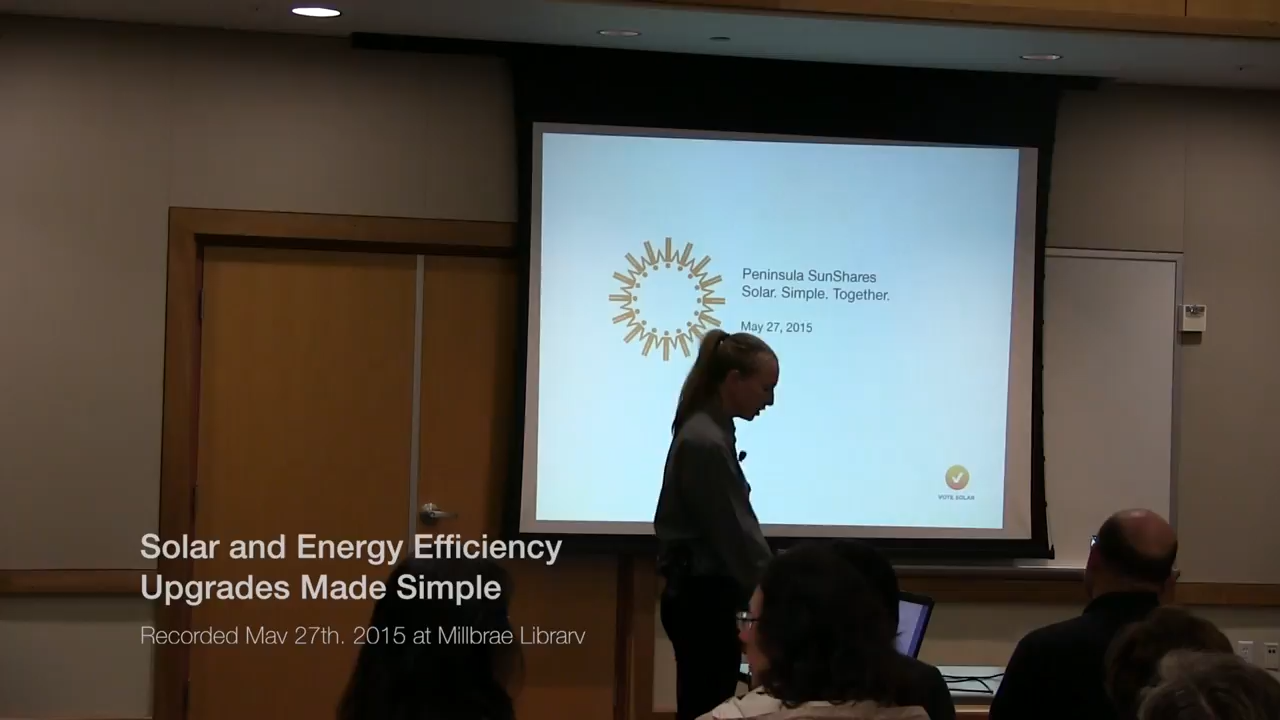 Peninsula SunShares
Solar. Simple. Together.
May 27, 2015
VOTE SOLAR
Solar and Energy Efficiency
Upgrades Made Simple
Recorded May 27th, 2015 at Millbrae Library